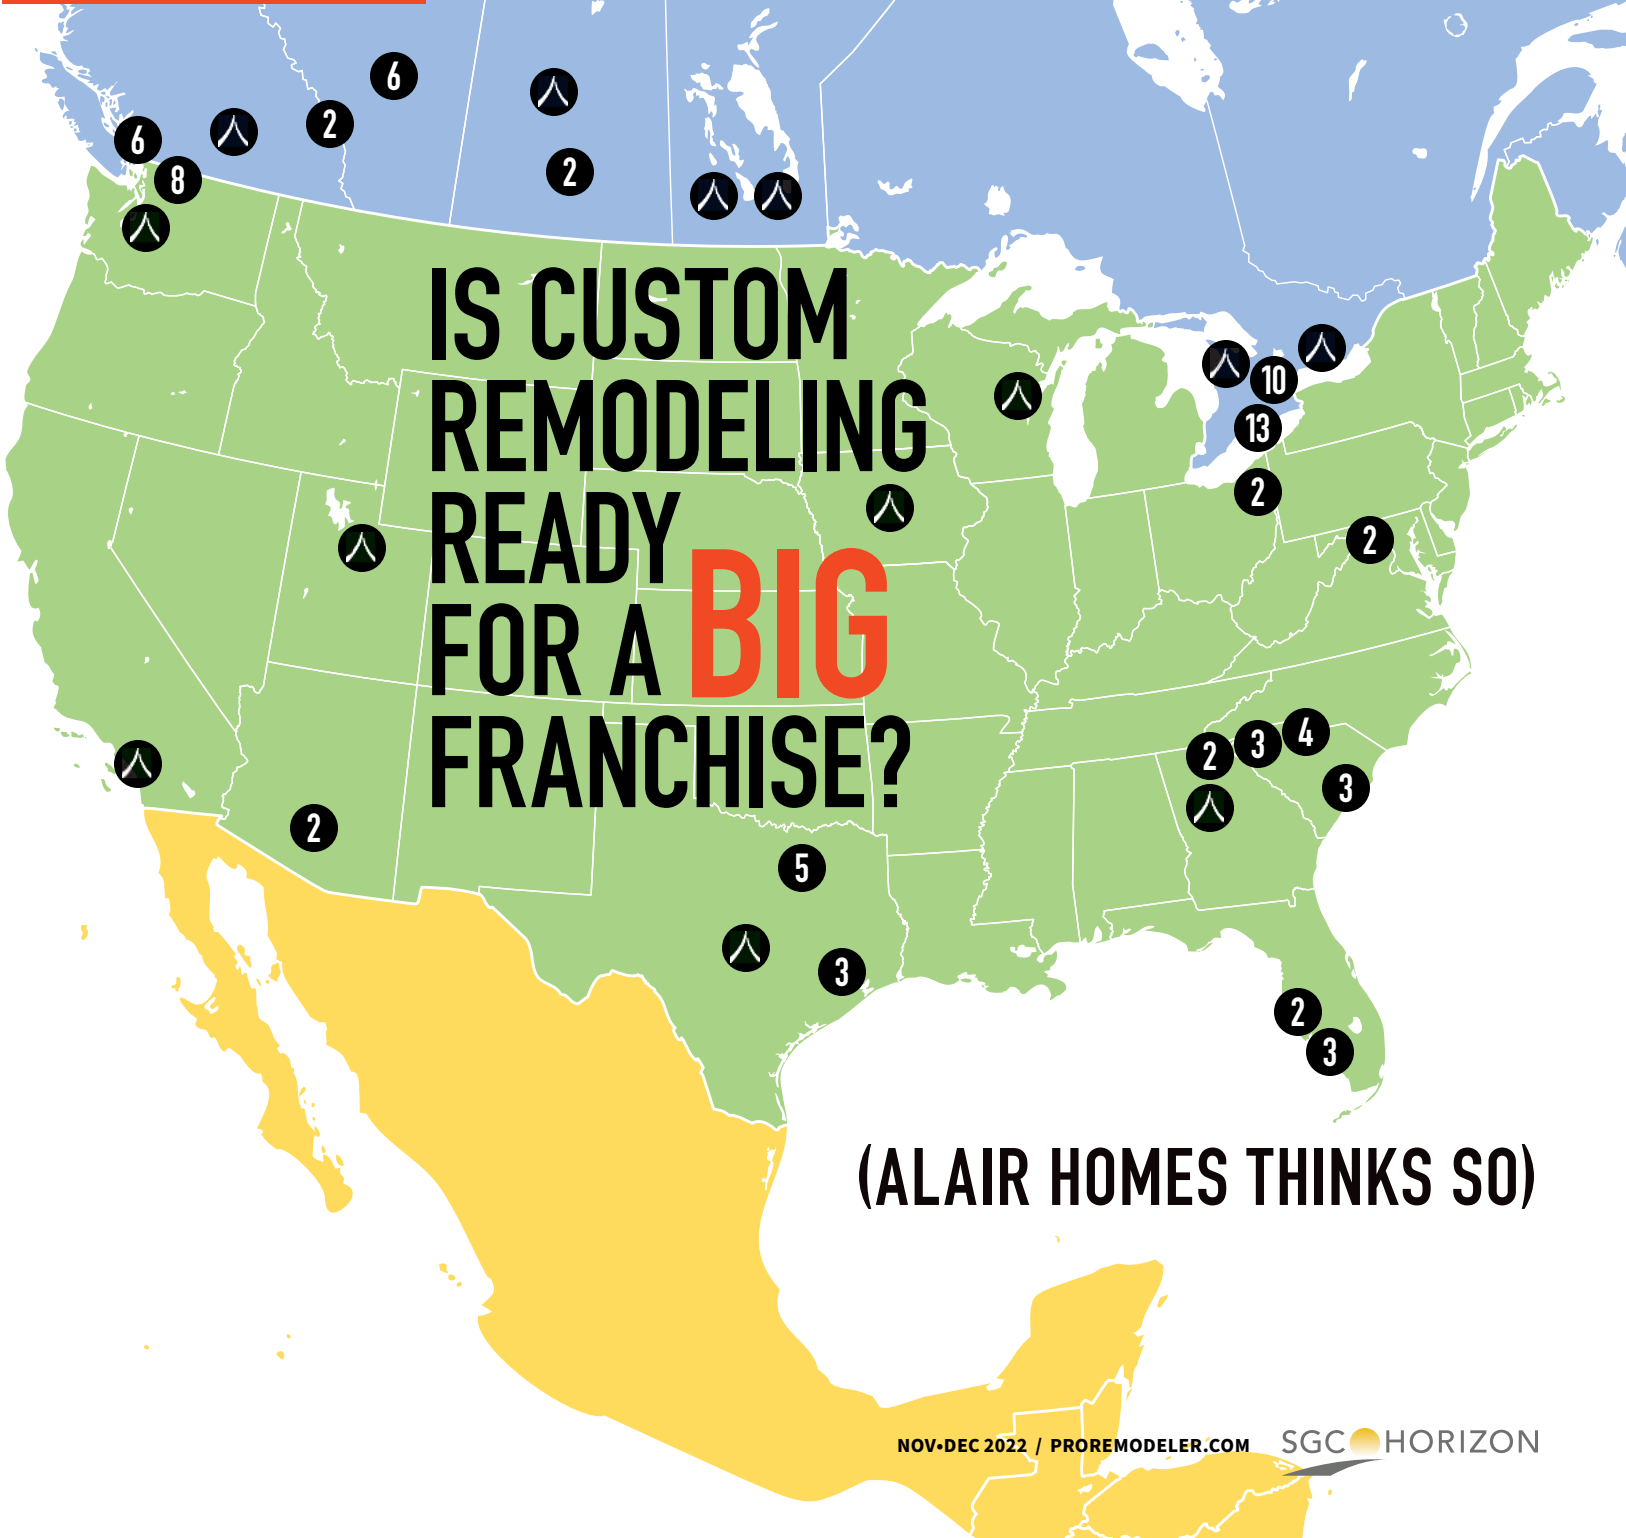 6
6
2
8
2
IS CUSTOM
REMODELING
READY
FOR A BIG
FRANCHISE?
10
13
2
2
2
3
4
3
2
5
3
2
3
(ALAIR HOMES THINKS SO)
NOV•DEC 2022 / PROREMODELER.COM
SGC HORIZON